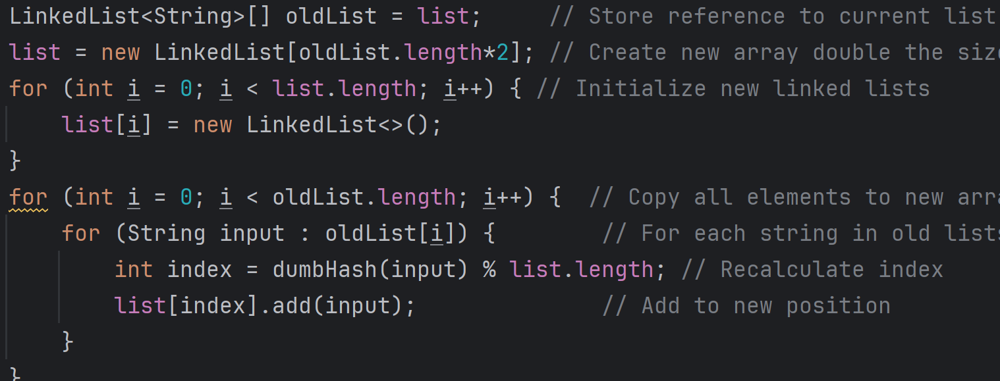 LinkedList<String>[] oldList = list;     // Store reference to current list
list = new LinkedList[oldList.length*2]; // Create new array double the size
for (int i = 0; i < list.length; i++) { // Initialize new linked lists
    list[i] = new LinkedList<>();
}
for (int i = 0; i < oldList.length; i++) {  // Copy all elements to new arra
    for (String input : oldList[i]) {        // For each string in old lists
        int index = dumbHash(input) % list.length; // Recalculate index
        list[index].add(input);              // Add to new position
    }
}